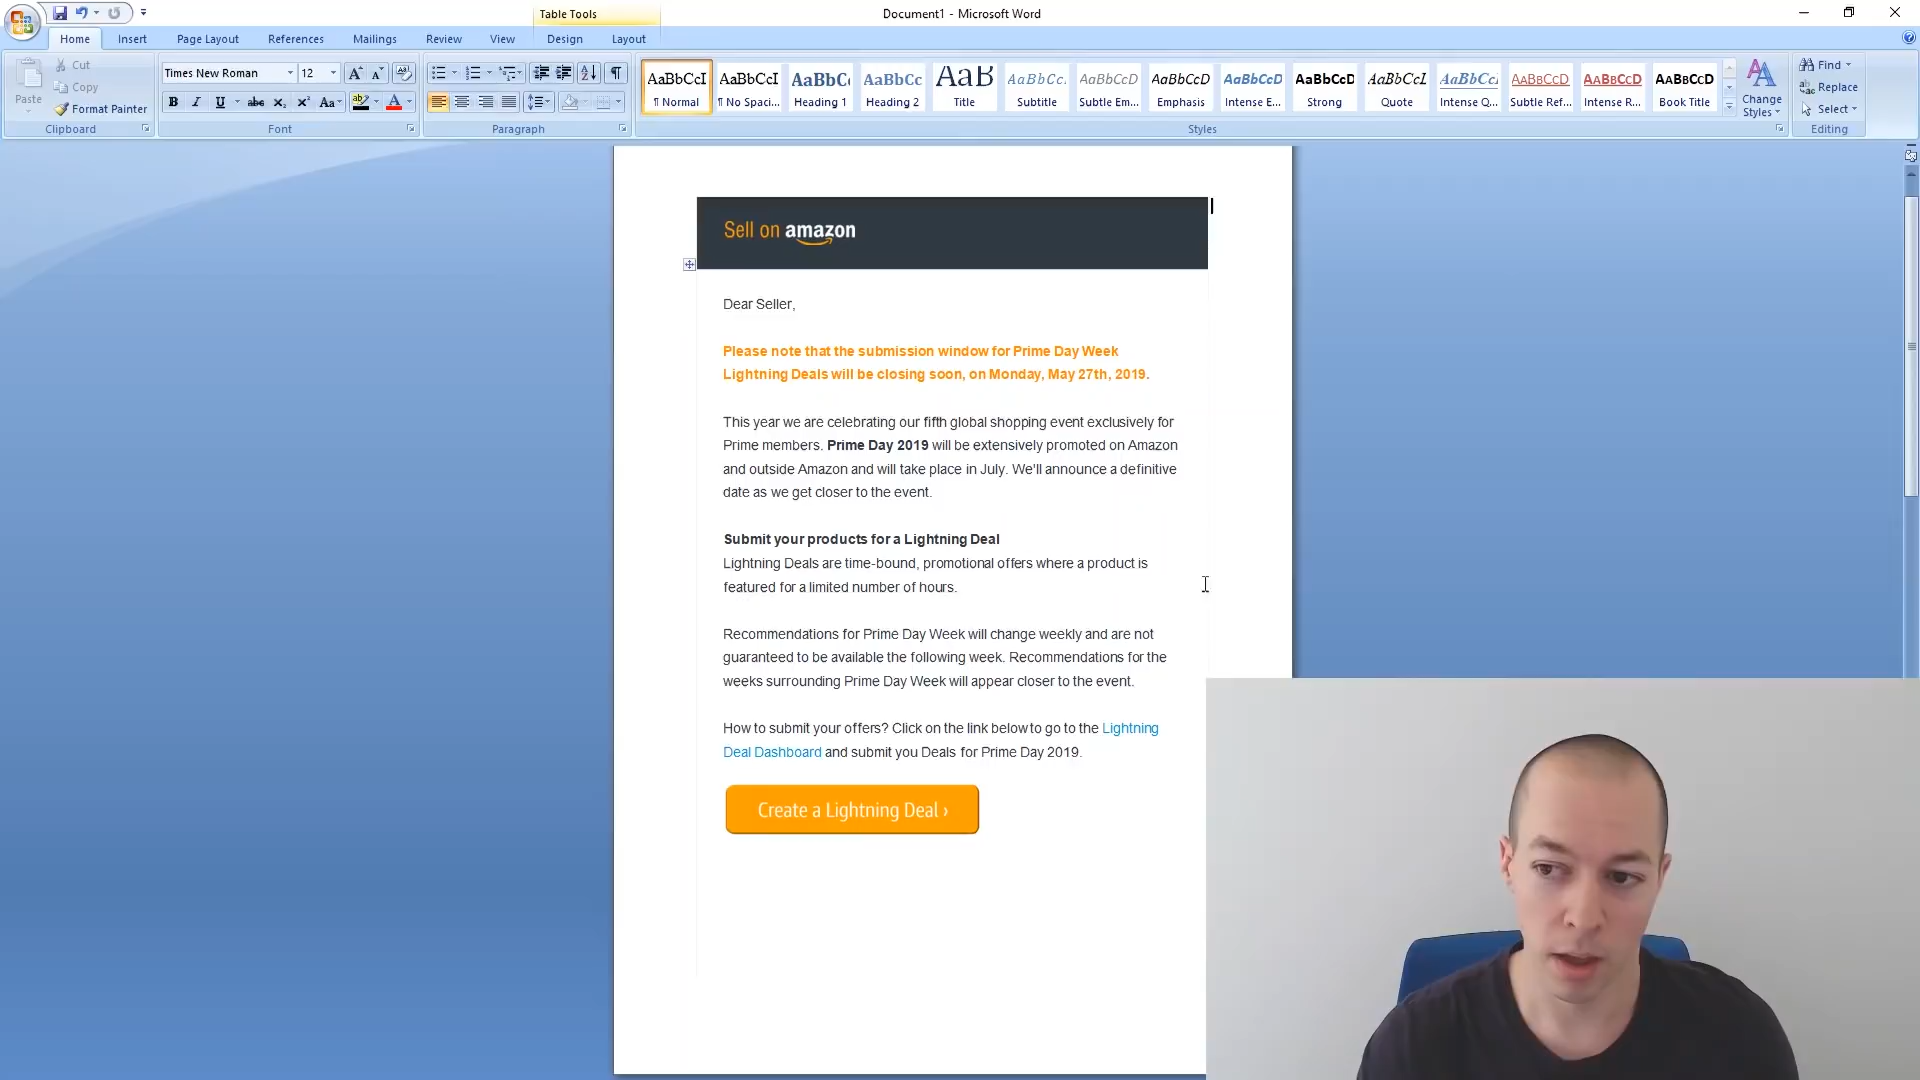 Table Tools
Document1 - Microsoft Word
Home Insert Page Layout References Mailings Review View Design Layout
Paste
Cut
Copy
Format Painter
Clipboard
Times New Roman 12
Font
Paragraph
AaBbCcI AaBbCcI AaBbC AaBbCc AaB AaBbCc. AaBbCcD AaBbCcD AaBbCcD AaBbCcD AaBbCcI AaBbCcI AaBbCcD AaBbCcD AaBbCcD
¶ Normal ¶ No Spaci... Heading 1 Heading 2 Title Subtitle Subtle Em... Emphasis Intense E... Strong Quote Intense Q... Subtle Ref... Intense R... Book Title
Change
Styles
Styles
Find
Replace
Select
Editing
Sell on amazon
Dear Seller,
Please note that the submission window for Prime Day Week
Lightning Deals will be closing soon, on Monday, May 27th, 2019.
This year we are celebrating our fifth global shopping event exclusively for
Prime members. Prime Day 2019 will be extensively promoted on Amazon
and outside Amazon and will take place in July. We'll announce a definitive
date as we get closer to the event.
Submit your products for a Lightning Deal
Lightning Deals are time-bound, promotional offers where a product is
featured for a limited number of hours.
Recommendations for Prime Day Week will change weekly and are not
guaranteed to be available the following week. Recommendations for the
weeks surrounding Prime Day Week will appear closer to the event.
How to submit your offers? Click on the link below to go to the Lightning
Deal Dashboard and submit you Deals for Prime Day 2019.
Create a Lightning Deal ›